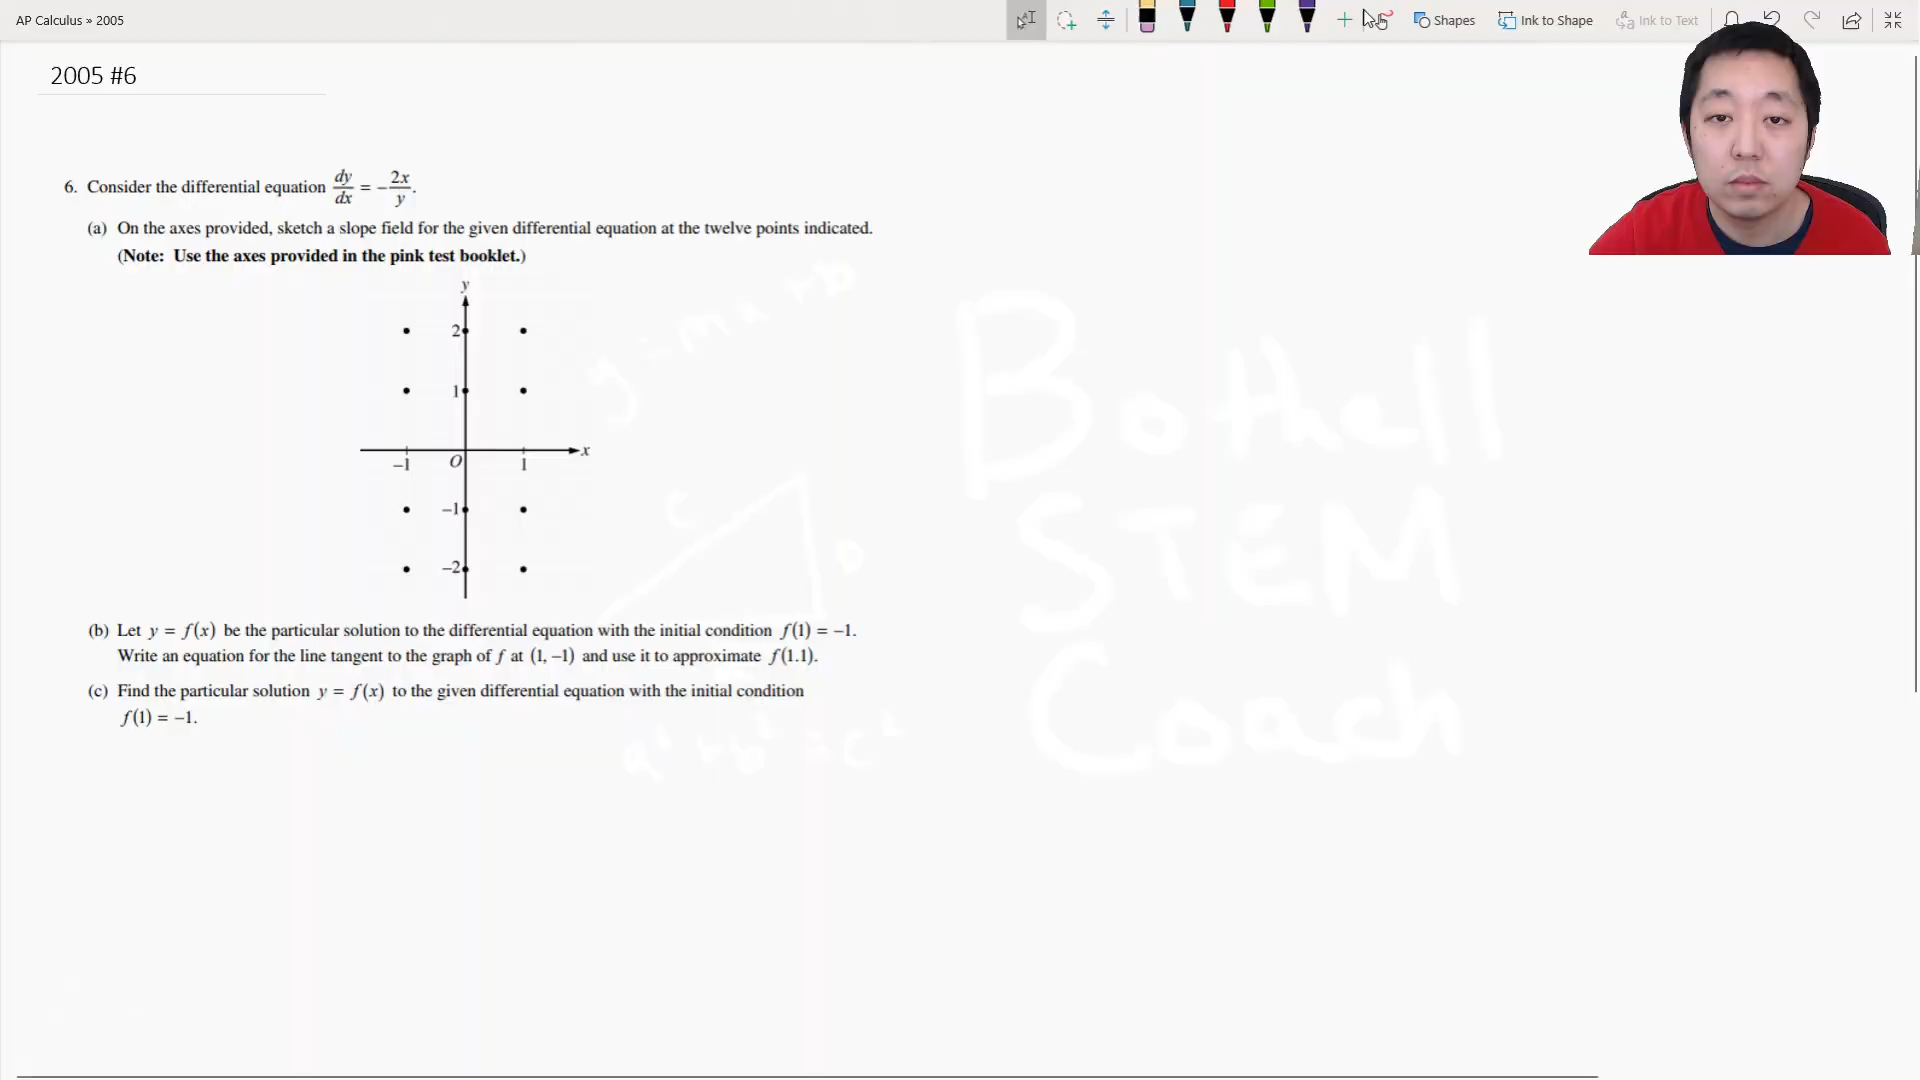 AP Calculus » 2005
Shapes
Ink to Shape
Ink to Text
2005 #6
6. Consider the differential equation dy/dx = −2x/y.
(a) On the axes provided, sketch a slope field for the given differential equation at the twelve points indicated.
(Note: Use the axes provided in the pink test booklet.)
y
2
1
−1 O 1 x
−1
−2
y = mx + b
c
b
a² + b² = c²
Bothell
STEM
Coach
(b) Let y = f(x) be the particular solution to the differential equation with the initial condition f(1) = −1.
Write an equation for the line tangent to the graph of f at (1, −1) and use it to approximate f(1.1).
(c) Find the particular solution y = f(x) to the given differential equation with the initial condition
f(1) = −1.